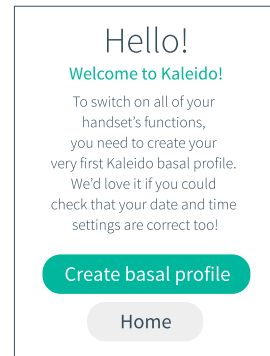 Hello!
Welcome to Kaleido!
To switch on all of your
handset’s functions,
you need to create your
very first Kaleido basal profile.
We’d love it if you could
check that your date and time
settings are correct too!
Create basal profile
Home